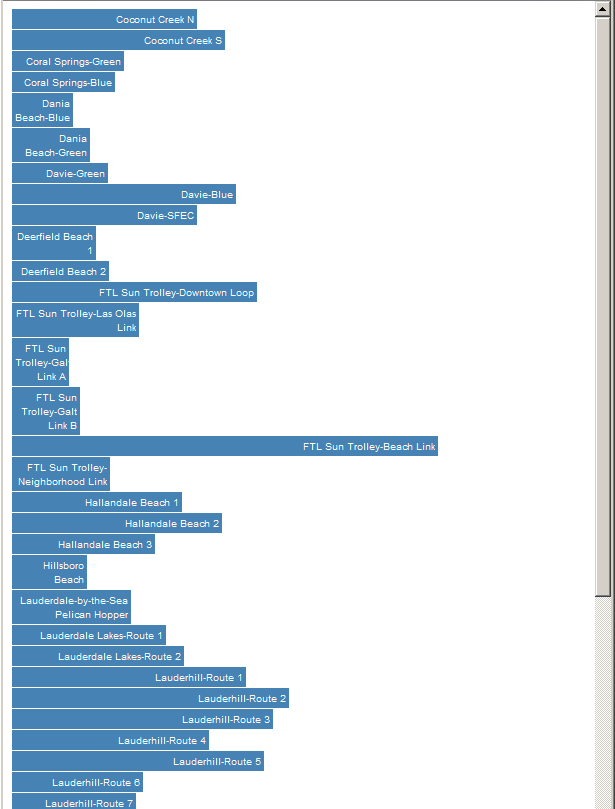 Coconut Creek N
Coconut Creek S
Coral Springs-Green
Coral Springs-Blue
Dania
Beach-Blue
Dania
Beach-Green
Davie-Green
Davie-Blue
Davie-SFEC
Deerfield Beach
1
Deerfield Beach 2
FTL Sun Trolley-Downtown Loop
FTL Sun Trolley-Las Olas
Link
FTL Sun
Trolley-Galt
Link A
FTL Sun
Trolley-Galt
Link B
FTL Sun Trolley-Beach Link
FTL Sun Trolley-
Neighborhood Link
Hallandale Beach 1
Hallandale Beach 2
Hallandale Beach 3
Hillsboro
Beach
Lauderdale-by-the-Sea
Pelican Hopper
Lauderdale Lakes-Route 1
Lauderdale Lakes-Route 2
Lauderhill-Route 1
Lauderhill-Route 2
Lauderhill-Route 3
Lauderhill-Route 4
Lauderhill-Route 5
Lauderhill-Route 6
Lauderhill-Route 7